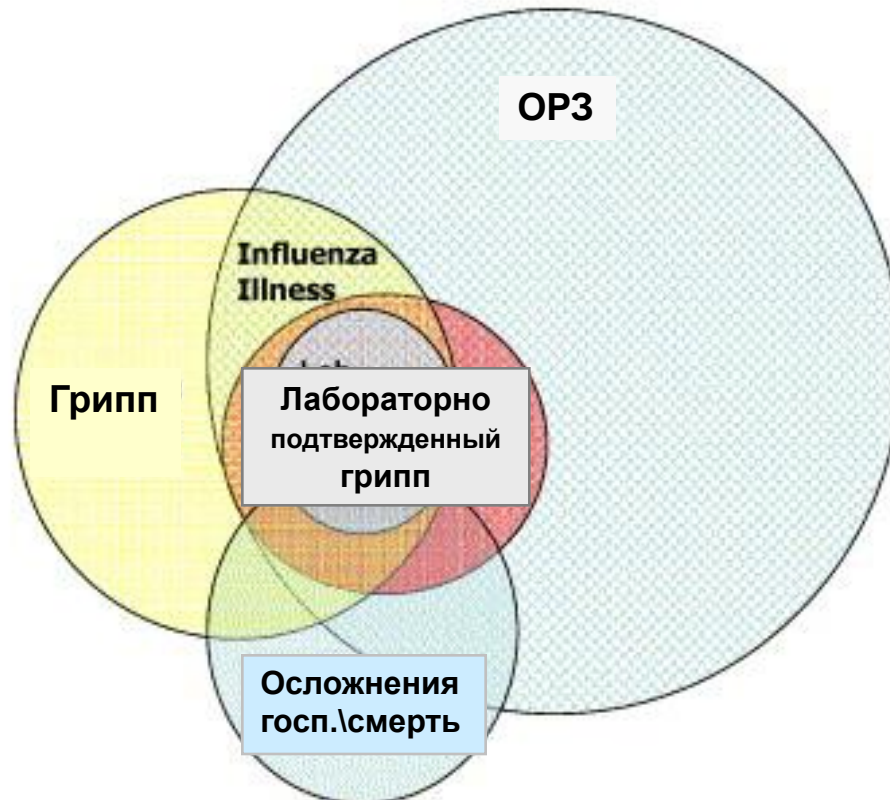 ОРЗ
Influenza
Illness
Грипп
Лабораторно
подтвержденный
грипп
Осложнения
госп.\смерть